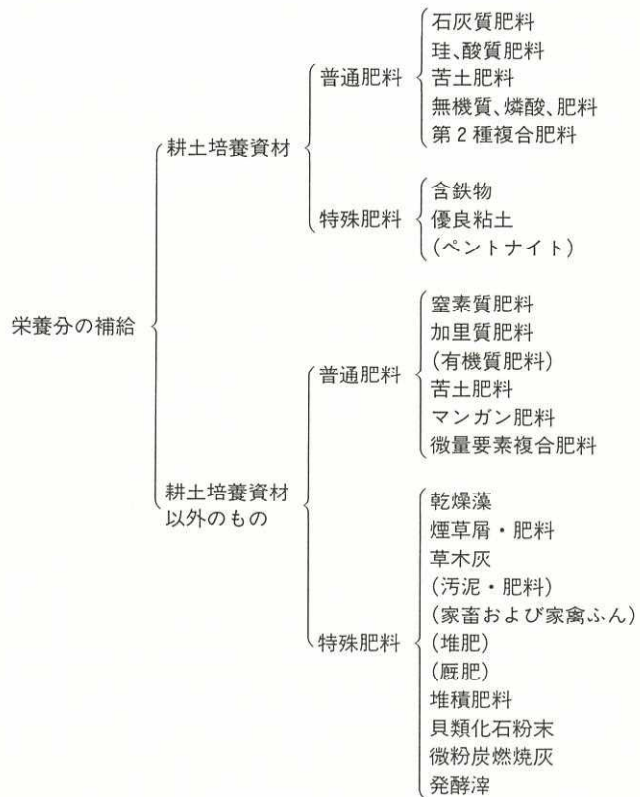 栄養分の補給
耕土培養資材
普通肥料
石灰質肥料
珪、酸質肥料
苦土肥料
無機質、燐酸、肥料
第2種複合肥料
特殊肥料
含鉄物
優良粘土
(ペントナイト)
耕土培養資材
以外のもの
普通肥料
窒素質肥料
加里質肥料
(有機質肥料)
苦土肥料
マンガン肥料
微量要素複合肥料
特殊肥料
乾燥藻
煙草屑・肥料
草木灰
(汚泥・肥料)
(家畜および家禽ふん)
(堆肥)
(厩肥)
堆積肥料
貝類化石粉末
微粉炭燃焼灰
発酵滓